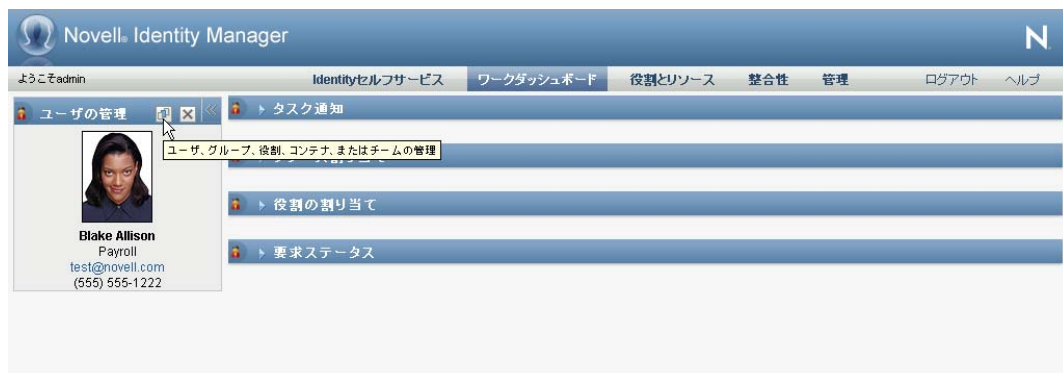 Novell® Identity Manager
N
ようこそadmin
Identityセルフサービス ワークダッシュボード 役割とリソース 整合性 管理 ログアウト ヘルプ
ユーザの管理
タスク通知
ユーザ、グループ、役割、コンテナ、またはチームの管理
役割の割り当て
要求ステータス
Blake Allison
Payroll
test@novell.com
(555) 555-1222